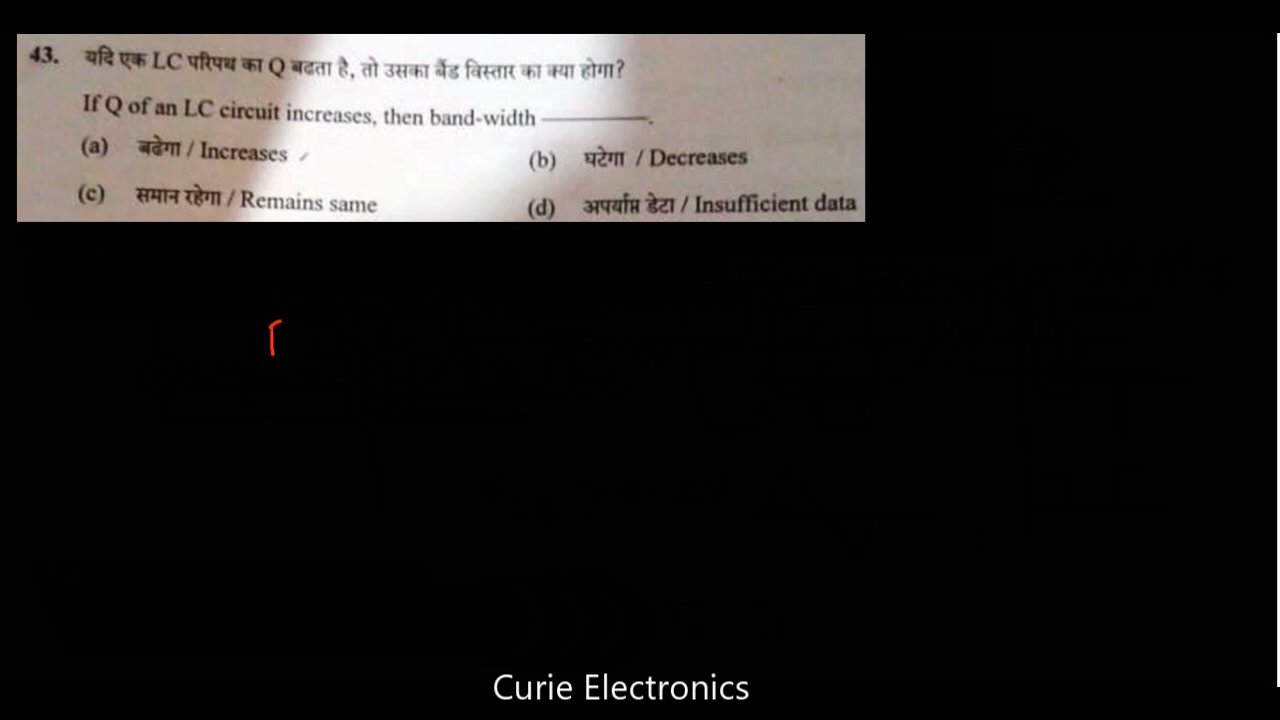 43. यदि एक LC परिपथ का Q बढता है, तो उसका बैंड विस्तार का क्या होगा?
If Q of an LC circuit increases, then band-width ————.
(a) बढेगा / Increases (b) घटेगा / Decreases
(c) समान रहेगा / Remains same (d) अपर्याप्त डेटा / Insufficient data
Curie Electronics